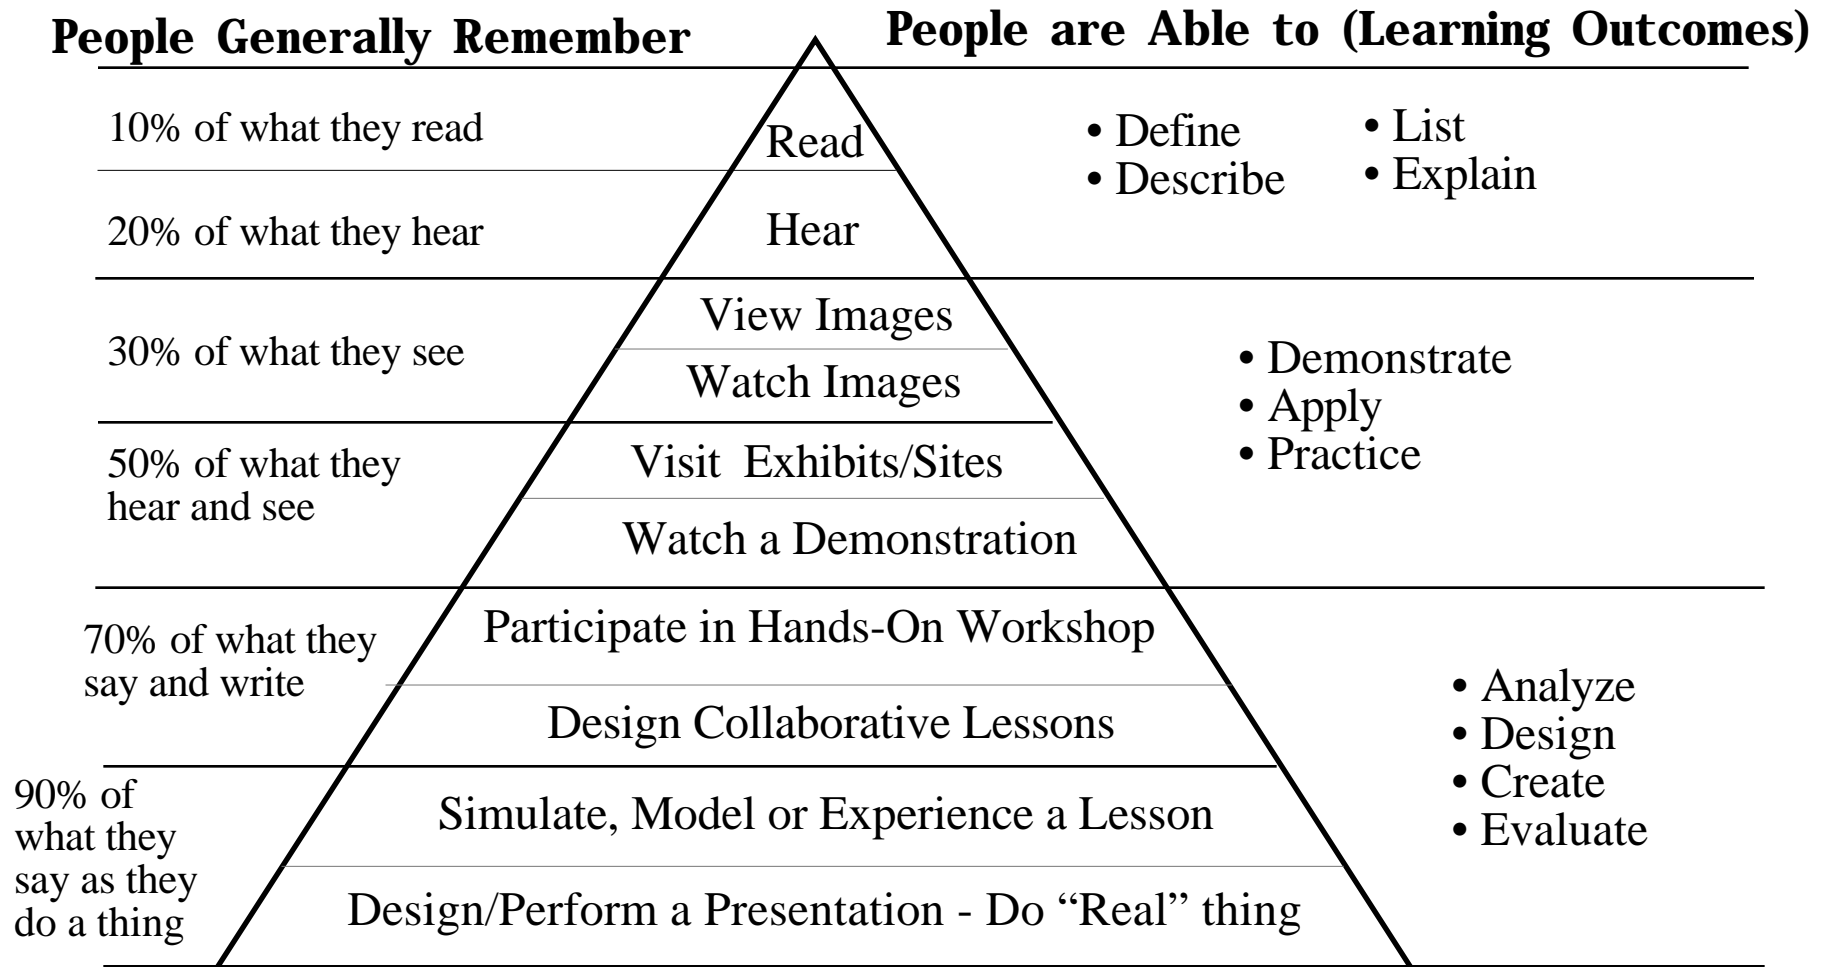 People Generally Remember
People are Able to (Learning Outcomes)
10% of what they read
Read
• Define
• Describe
• List
• Explain
20% of what they hear
Hear
30% of what they see
View Images
Watch Images
• Demonstrate
• Apply
• Practice
50% of what they
hear and see
Visit Exhibits/Sites
Watch a Demonstration
70% of what they
say and write
Participate in Hands-On Workshop
Design Collaborative Lessons
• Analyze
• Design
• Create
• Evaluate
90% of
what they
say as they
do a thing
Simulate, Model or Experience a Lesson
Design/Perform a Presentation - Do “Real” thing